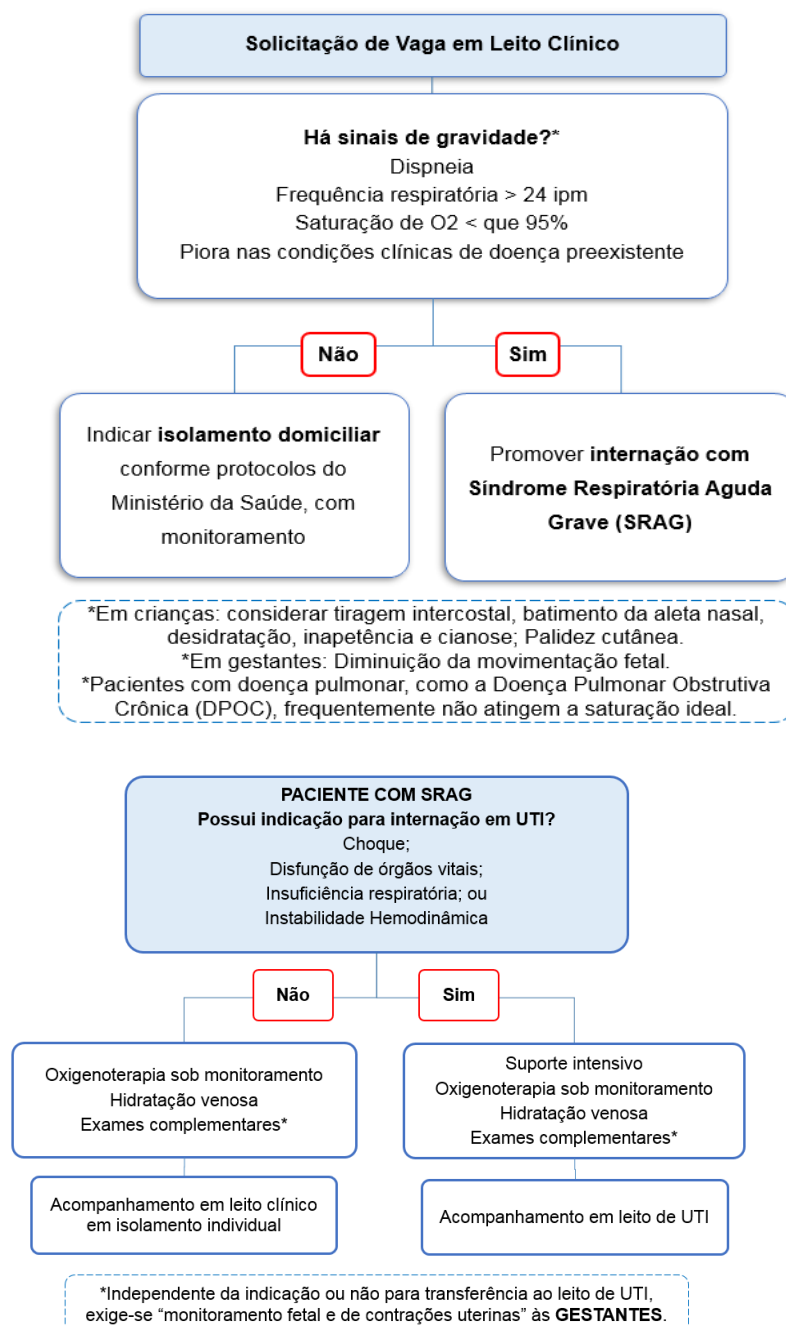 Solicitação de Vaga em Leito Clínico
Há sinais de gravidade?*
Dispneia
Frequência respiratória > 24 ipm
Saturação de O2 < que 95%
Piora nas condições clínicas de doença preexistente
Não
Sim
Indicar isolamento domiciliar
conforme protocolos do
Ministério da Saúde, com
monitoramento
Promover internação com
Síndrome Respiratória Aguda
Grave (SRAG)
*Em crianças: considerar tiragem intercostal, batimento da aleta nasal,
desidratação, inapetência e cianose; Palidez cutânea.
*Em gestantes: Diminuição da movimentação fetal.
*Pacientes com doença pulmonar, como a Doença Pulmonar Obstrutiva
Crônica (DPOC), frequentemente não atingem a saturação ideal.
PACIENTE COM SRAG
Possui indicação para internação em UTI?
Choque;
Disfunção de órgãos vitais;
Insuficiência respiratória; ou
Instabilidade Hemodinâmica
Não
Sim
Oxigenoterapia sob monitoramento
Hidratação venosa
Exames complementares*
Suporte intensivo
Oxigenoterapia sob monitoramento
Hidratação venosa
Exames complementares*
Acompanhamento em leito clínico
em isolamento individual
Acompanhamento em leito de UTI
*Independente da indicação ou não para transferência ao leito de UTI,
exige-se “monitoramento fetal e de contrações uterinas” às GESTANTES.